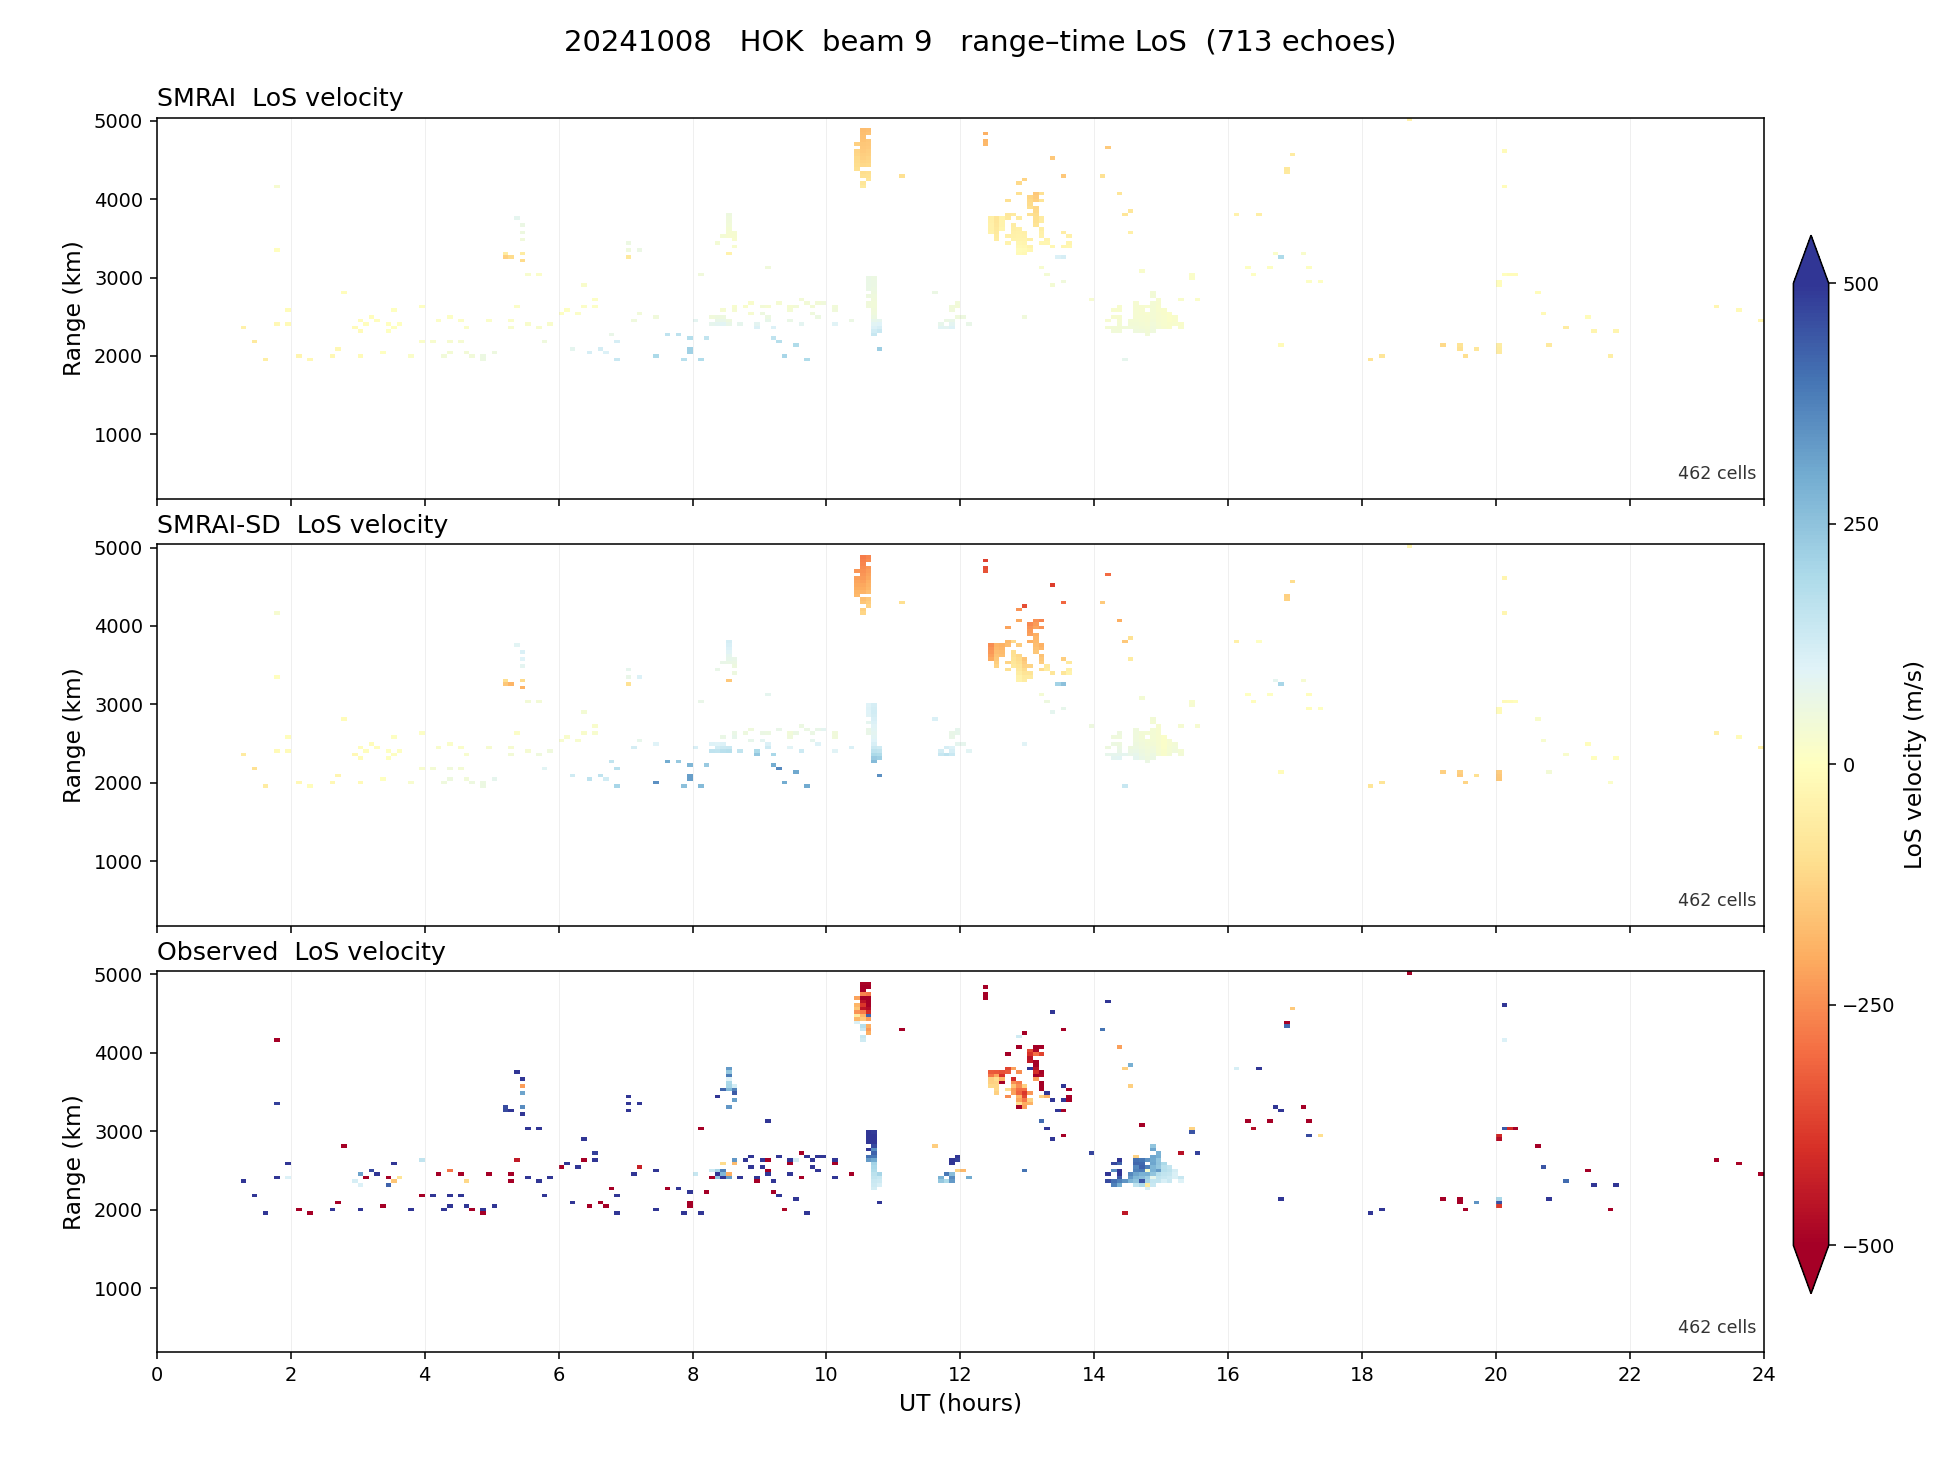 20241008   HOK  beam 9   range–time LoS  (713 echoes)
SMRAI  LoS velocity
5000
4000
3000
2000
1000
Range (km)
462 cells
SMRAI-SD  LoS velocity
5000
4000
3000
2000
1000
Range (km)
462 cells
Observed  LoS velocity
5000
4000
3000
2000
1000
Range (km)
462 cells
0 2 4 6 8 10 12 14 16 18 20 22 24
UT (hours)
500
250
0
−250
−500
LoS velocity (m/s)